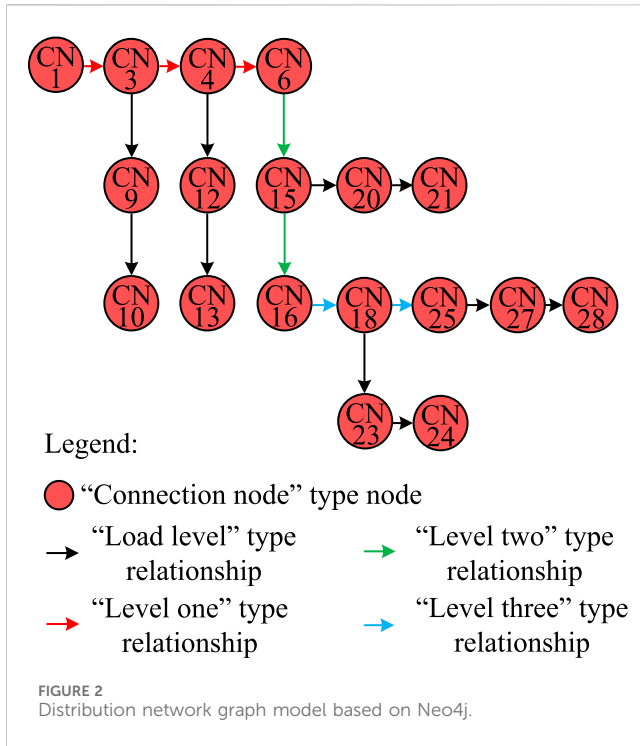 CN CN CN CN
1 3 4 6
CN CN CN CN CN
9 12 15 20 21
CN CN CN CN CN CN CN CN
10 13 16 18 25 27 28
CN CN
23 24
Legend:
“Connection node” type node
“Load level” type
relationship
“Level two” type
relationship
“Level one” type
relationship
“Level three” type
relationship
FIGURE 2
Distribution network graph model based on Neo4j.